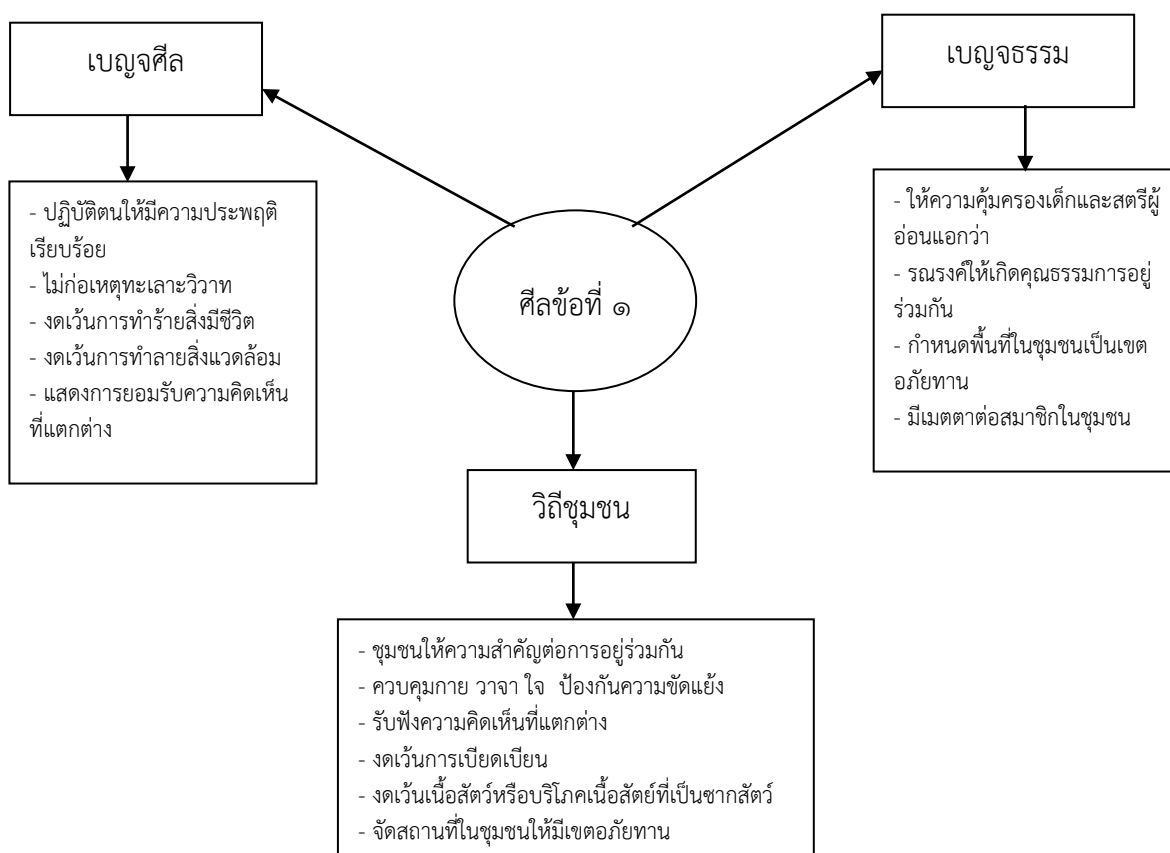 เบญจศีล
- ปฏิบัติตนให้มีความประพฤติ
เรียบร้อย
- ไม่ก่อเหตุทะเลาะวิวาท
- งดเว้นการทำร้ายสิ่งมีชีวิต
- งดเว้นการทำลายสิ่งแวดล้อม
- แสดงการยอมรับความคิดเห็น
ที่แตกต่าง
เบญจธรรม
- ให้ความคุ้มครองเด็กและสตรีผู้
อ่อนแอกว่า
- รณรงค์ให้เกิดคุณธรรมการอยู่
ร่วมกัน
- กำหนดพื้นที่ในชุมชนเป็นเขต
อภัยทาน
- มีเมตตาต่อสมาชิกในชุมชน
ศีลข้อที่ ๑
วิถีชุมชน
- ชุมชนให้ความสำคัญต่อการอยู่ร่วมกัน
- ควบคุมกาย วาจา ใจ  ป้องกันความขัดแย้ง
- รับฟังความคิดเห็นที่แตกต่าง
- งดเว้นการเบียดเบียน
- งดเว้นเนื้อสัตว์หรือบริโภคเนื้อสัตย์ที่เป็นซากสัตว์
- จัดสถานที่ในชุมชนให้มีเขตอภัยทาน